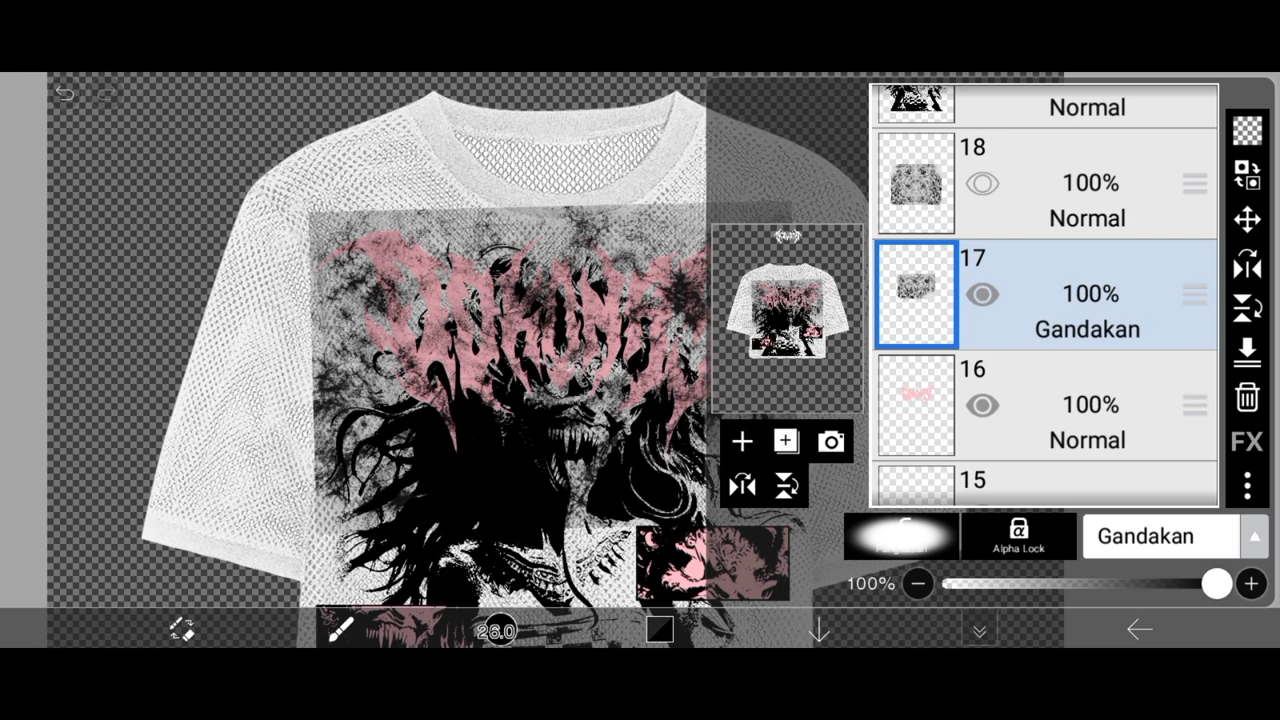 Normal
18
100%
Normal
17
100%
Gandakan
16
100%
Normal
15
FX
Alpha Lock
Gandakan
100%
26.0